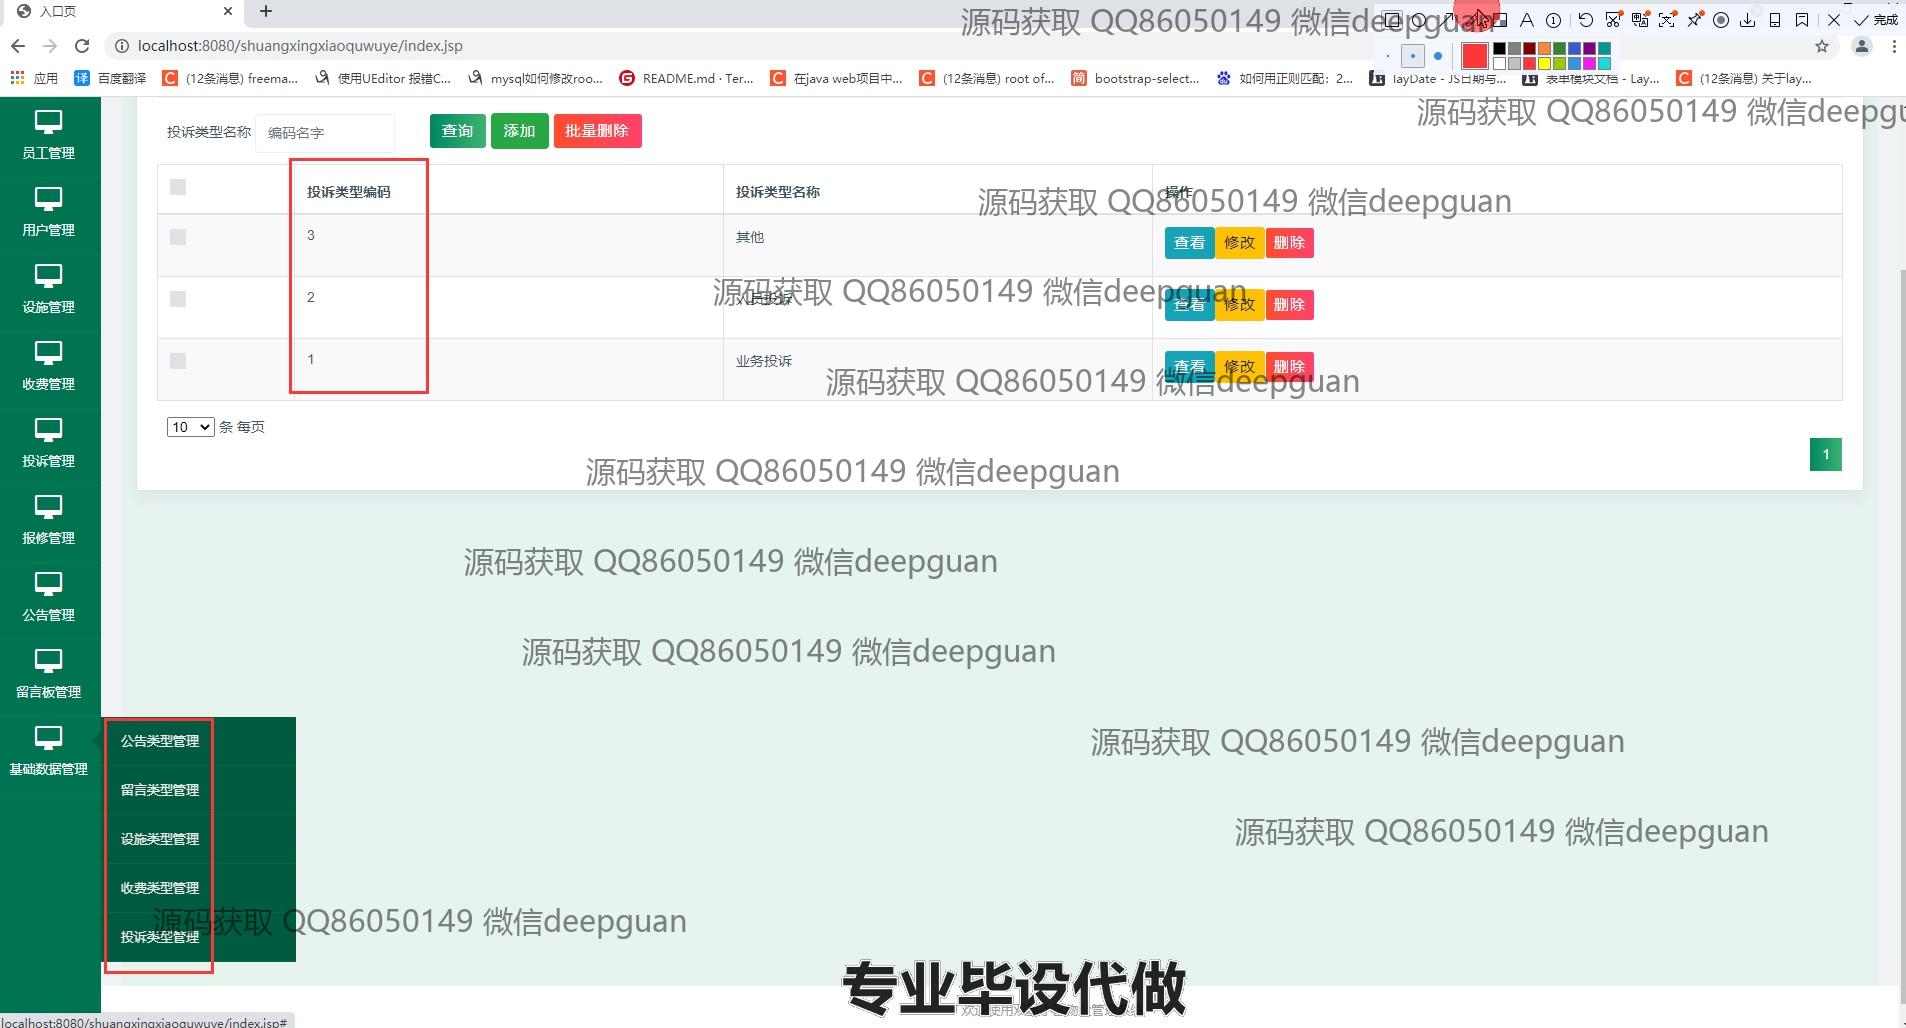 入口页
源码获取 QQ86050149 微信deepguan
完成
localhost:8080/shuangxingxiaoquwuye/index.jsp
应用
百度翻译
(12条消息) freema...
使用UEditor 报错C...
mysql如何修改roo...
README.md · Ter...
在java web项目中...
(12条消息) root of...
bootstrap-select...
如何用正则匹配：2...
layDate - JS日期与...
表单模块文档 - Lay...
(12条消息) 关于lay...
源码获取 QQ86050149 微信deepgu
投诉类型名称 编码名字 查询 添加 批量删除
投诉类型编码 投诉类型名称 操作
源码获取 QQ86050149 微信deepguan
3 其他 查看 修改 删除
2 人员投诉 查看 修改 删除
源码获取 QQ86050149 微信deepguan
1 业务投诉 查看 修改 删除
源码获取 QQ86050149 微信deepguan
10 条 每页
1
源码获取 QQ86050149 微信deepguan
源码获取 QQ86050149 微信deepguan
源码获取 QQ86050149 微信deepguan
源码获取 QQ86050149 微信deepguan
源码获取 QQ86050149 微信deepguan
源码获取 QQ86050149 微信deepguan
员工管理
用户管理
设施管理
收费管理
投诉管理
报修管理
公告管理
留言板管理
基础数据管理
公告类型管理
留言类型管理
设施类型管理
收费类型管理
投诉类型管理
专业毕设代做
localhost:8080/shuangxingxiaoquwuye/index.jsp#